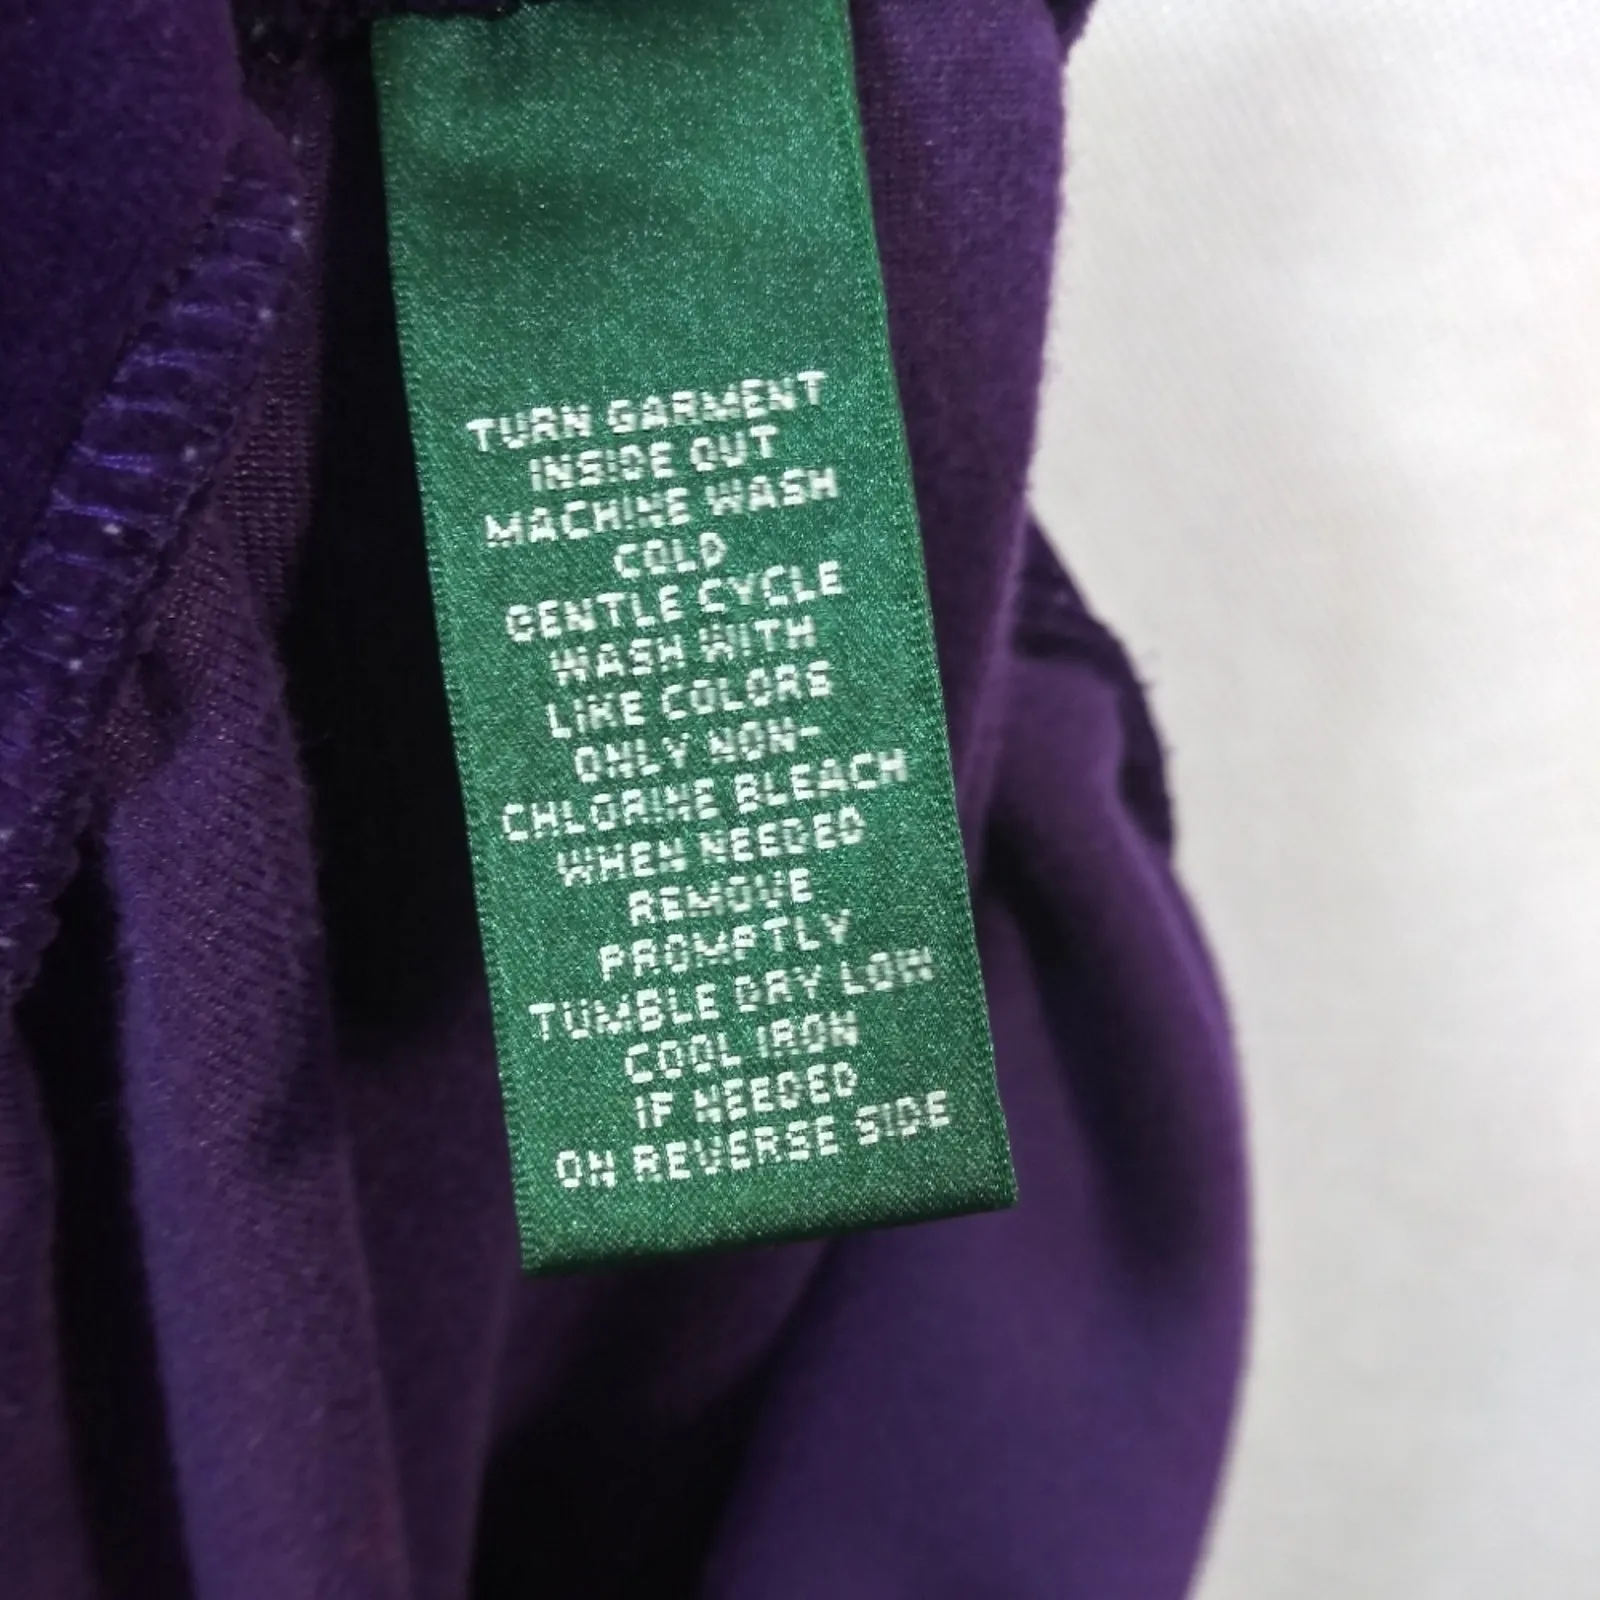 TURN GARMENT
INSIDE OUT
MACHINE WASH
COLD
GENTLE CYCLE
WASH WITH
LIKE COLORS
ONLY NON-
CHLORINE BLEACH
WHEN NEEDED
REMOVE
PROMPTLY
TUMBLE DRY LOW
COOL IRON
IF NEEDED
ON REVERSE SIDE